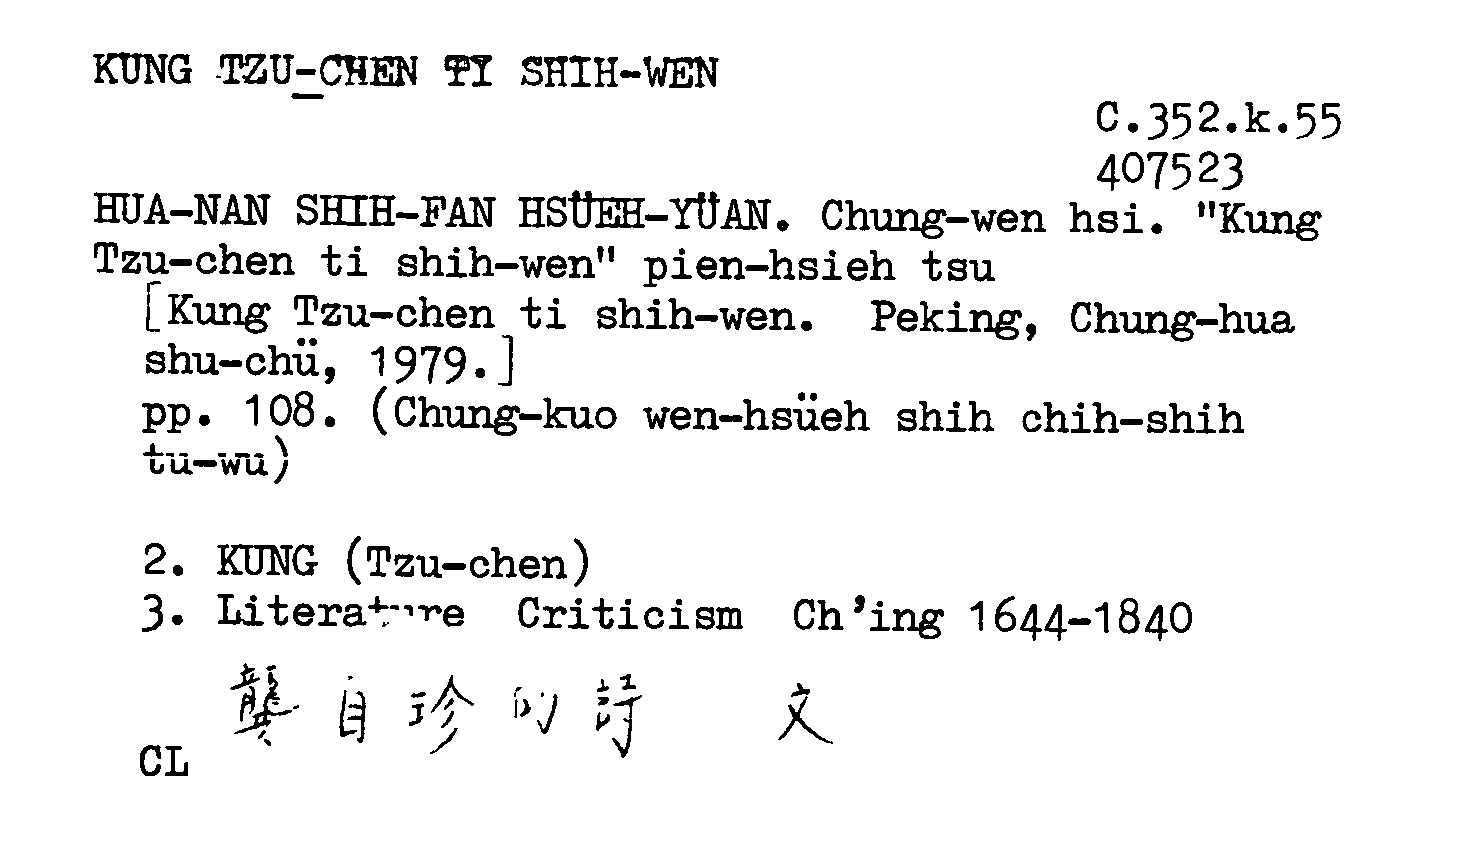 KUNG TZU-CHEN TI SHIH-WEN
C.352.k.55
407523
HUA-NAN SHIH-FAN HSÜEH-YÜAN. Chung-wen hsi. "Kung
Tzu-chen ti shih-wen" pien-hsieh tsu
[Kung Tzu-chen ti shih-wen. Peking, Chung-hua
shu-chü, 1979.]
pp. 108. (Chung-kuo wen-hsüeh shih chih-shih
tu-wu)
2. KUNG (Tzu-chen)
3. Literature Criticism Ch'ing 1644-1840
龔自珍的詩 文
CL